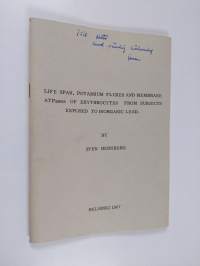 LIFE SPAN, POTASSIUM FLUXES AND MEMBRANE
ATPases OF ERYTHROCYTES FROM SUBJECTS
EXPOSED TO INORGANIC LEAD.
BY
SVEN HERNBERG
HELSINKI 1967